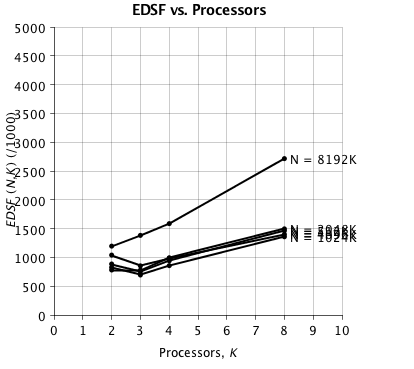 EDSF vs. Processors
5000
4500
4000
3500
3000
2500
2000
1500
1000
500
0
EDSF (N,K) (/1000)
N = 8192K
N = 2048K
N = 1024K
0 1 2 3 4 5 6 7 8 9 10
Processors, K